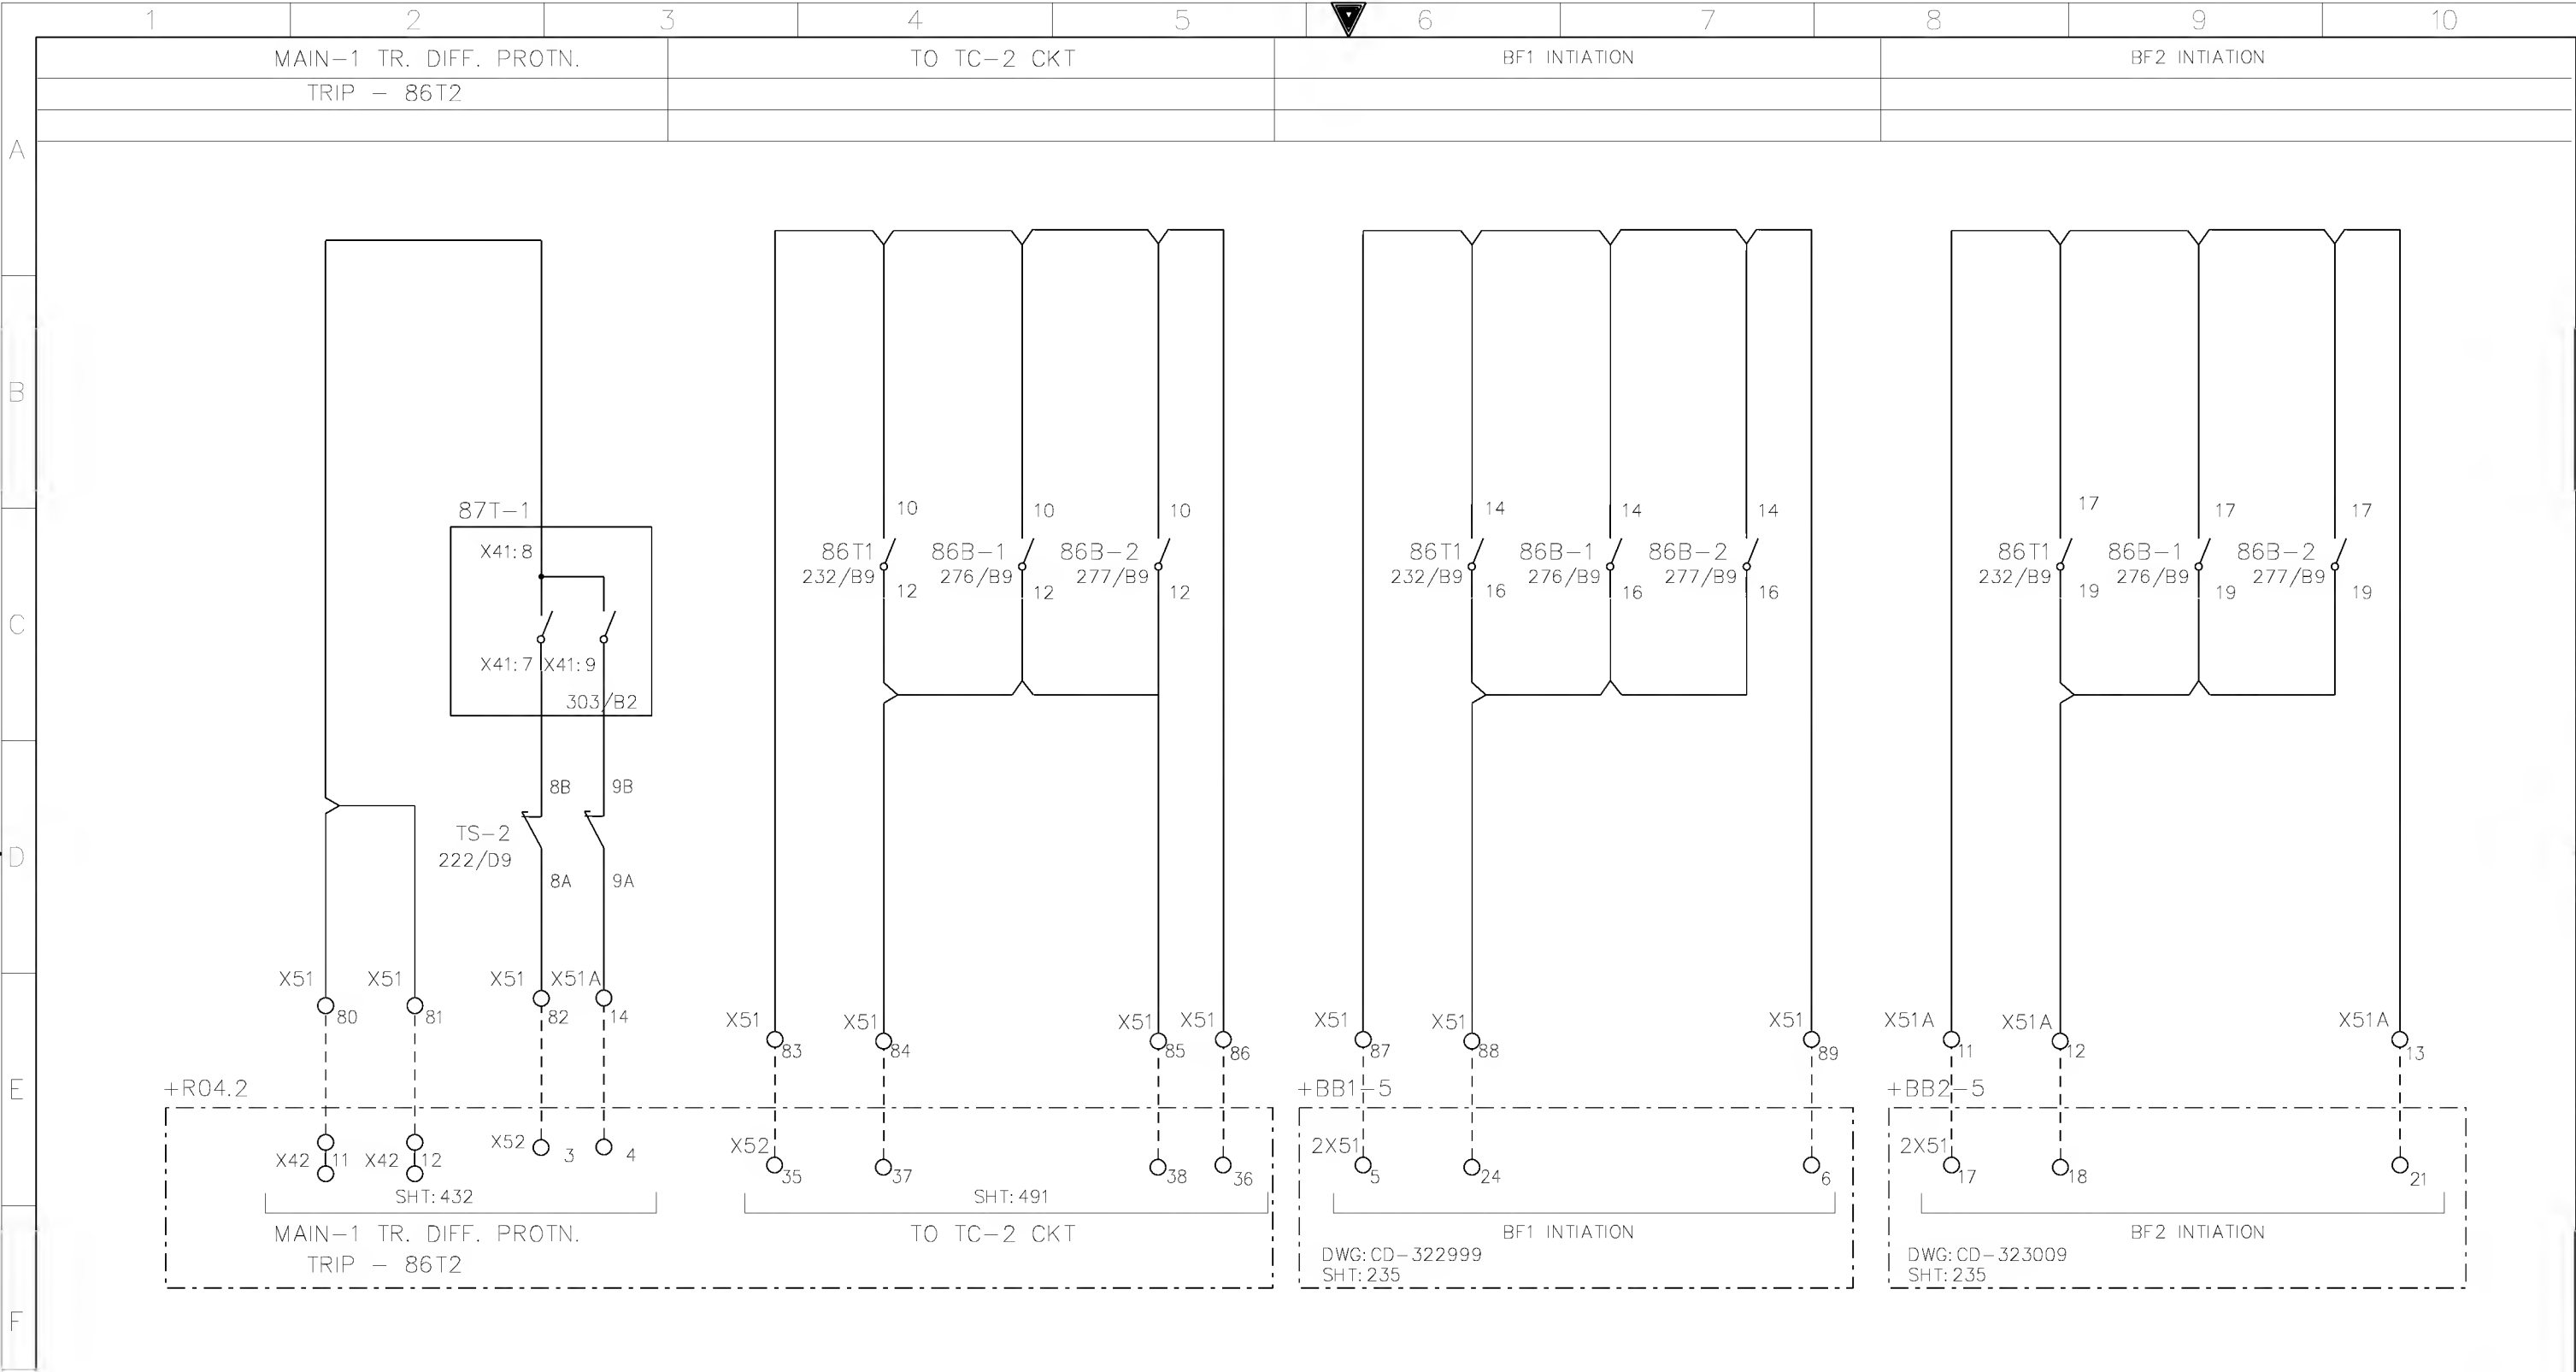 1 2 3 4 5 6 7 8 9 10
MAIN-1 TR. DIFF. PROTN. TO TC-2 CKT BF1 INTIATION BF2 INTIATION
TRIP - 86T2
A
B
C
D
E
F
87T-1
X41:8
X41:7 X41:9
303/B2
10 10 10
86T1 86B-1 86B-2
232/B9 276/B9 277/B9
12 12 12
14 14 14
86T1 86B-1 86B-2
232/B9 276/B9 277/B9
16 16 16
17 17 17
86T1 86B-1 86B-2
232/B9 276/B9 277/B9
19 19 19
8B 9B
TS-2
222/D9
8A 9A
X51 X51 X51 X51A
80 81 82 14
X51 X51 X51 X51
83 84 85 86
X51 X51 X51
87 88 89
X51A X51A X51A
11 12 13
+R04.2
X42 11 X42 12 X52 3 4
SHT:432
MAIN-1 TR. DIFF. PROTN.
TRIP - 86T2
X52
35 37 38 36
SHT:491
TO TC-2 CKT
+BB1-5
2X51
5 24 6
BF1 INTIATION
DWG:CD-322999
SHT:235
+BB2-5
2X51
17 18 21
BF2 INTIATION
DWG:CD-323009
SHT:235